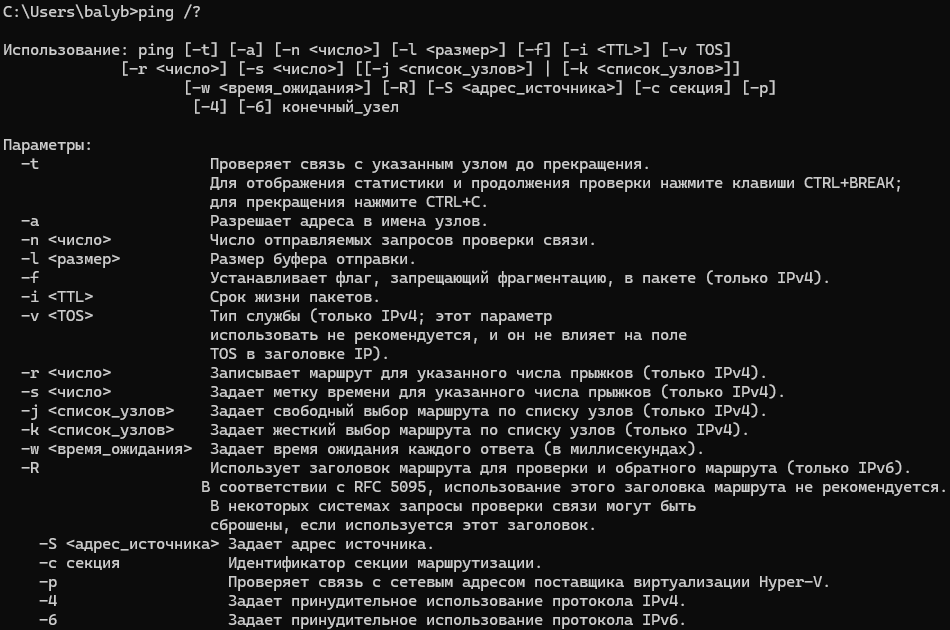 C:\Users\balyb>ping /?
Использование: ping [-t] [-a] [-n <число>] [-l <размер>] [-f] [-i <TTL>] [-v TOS]
[-r <число>] [-s <число>] [[-j <список_узлов>] | [-k <список_узлов>]]
[-w <время_ожидания>] [-R] [-S <адрес_источника>] [-c секция] [-p]
[-4] [-6] конечный_узел
Параметры:
-t Проверяет связь с указанным узлом до прекращения.
Для отображения статистики и продолжения проверки нажмите клавиши CTRL+BREAK;
для прекращения нажмите CTRL+C.
-a Разрешает адреса в имена узлов.
-n <число> Число отправляемых запросов проверки связи.
-l <размер> Размер буфера отправки.
-f Устанавливает флаг, запрещающий фрагментацию, в пакете (только IPv4).
-i <TTL> Срок жизни пакетов.
-v <TOS> Тип службы (только IPv4; этот параметр
использовать не рекомендуется, и он не влияет на поле
TOS в заголовке IP).
-r <число> Записывает маршрут для указанного числа прыжков (только IPv4).
-s <число> Задает метку времени для указанного числа прыжков (только IPv4).
-j <список_узлов> Задает свободный выбор маршрута по списку узлов (только IPv4).
-k <список_узлов> Задает жесткий выбор маршрута по списку узлов (только IPv4).
-w <время_ожидания> Задает время ожидания каждого ответа (в миллисекундах).
-R Использует заголовок маршрута для проверки и обратного маршрута (только IPv6).
В соответствии с RFC 5095, использование этого заголовка маршрута не рекомендуется.
В некоторых системах запросы проверки связи могут быть
сброшены, если используется этот заголовок.
-S <адрес_источника> Задает адрес источника.
-c секция Идентификатор секции маршрутизации.
-p Проверяет связь с сетевым адресом поставщика виртуализации Hyper-V.
-4 Задает принудительное использование протокола IPv4.
-6 Задает принудительное использование протокола IPv6.